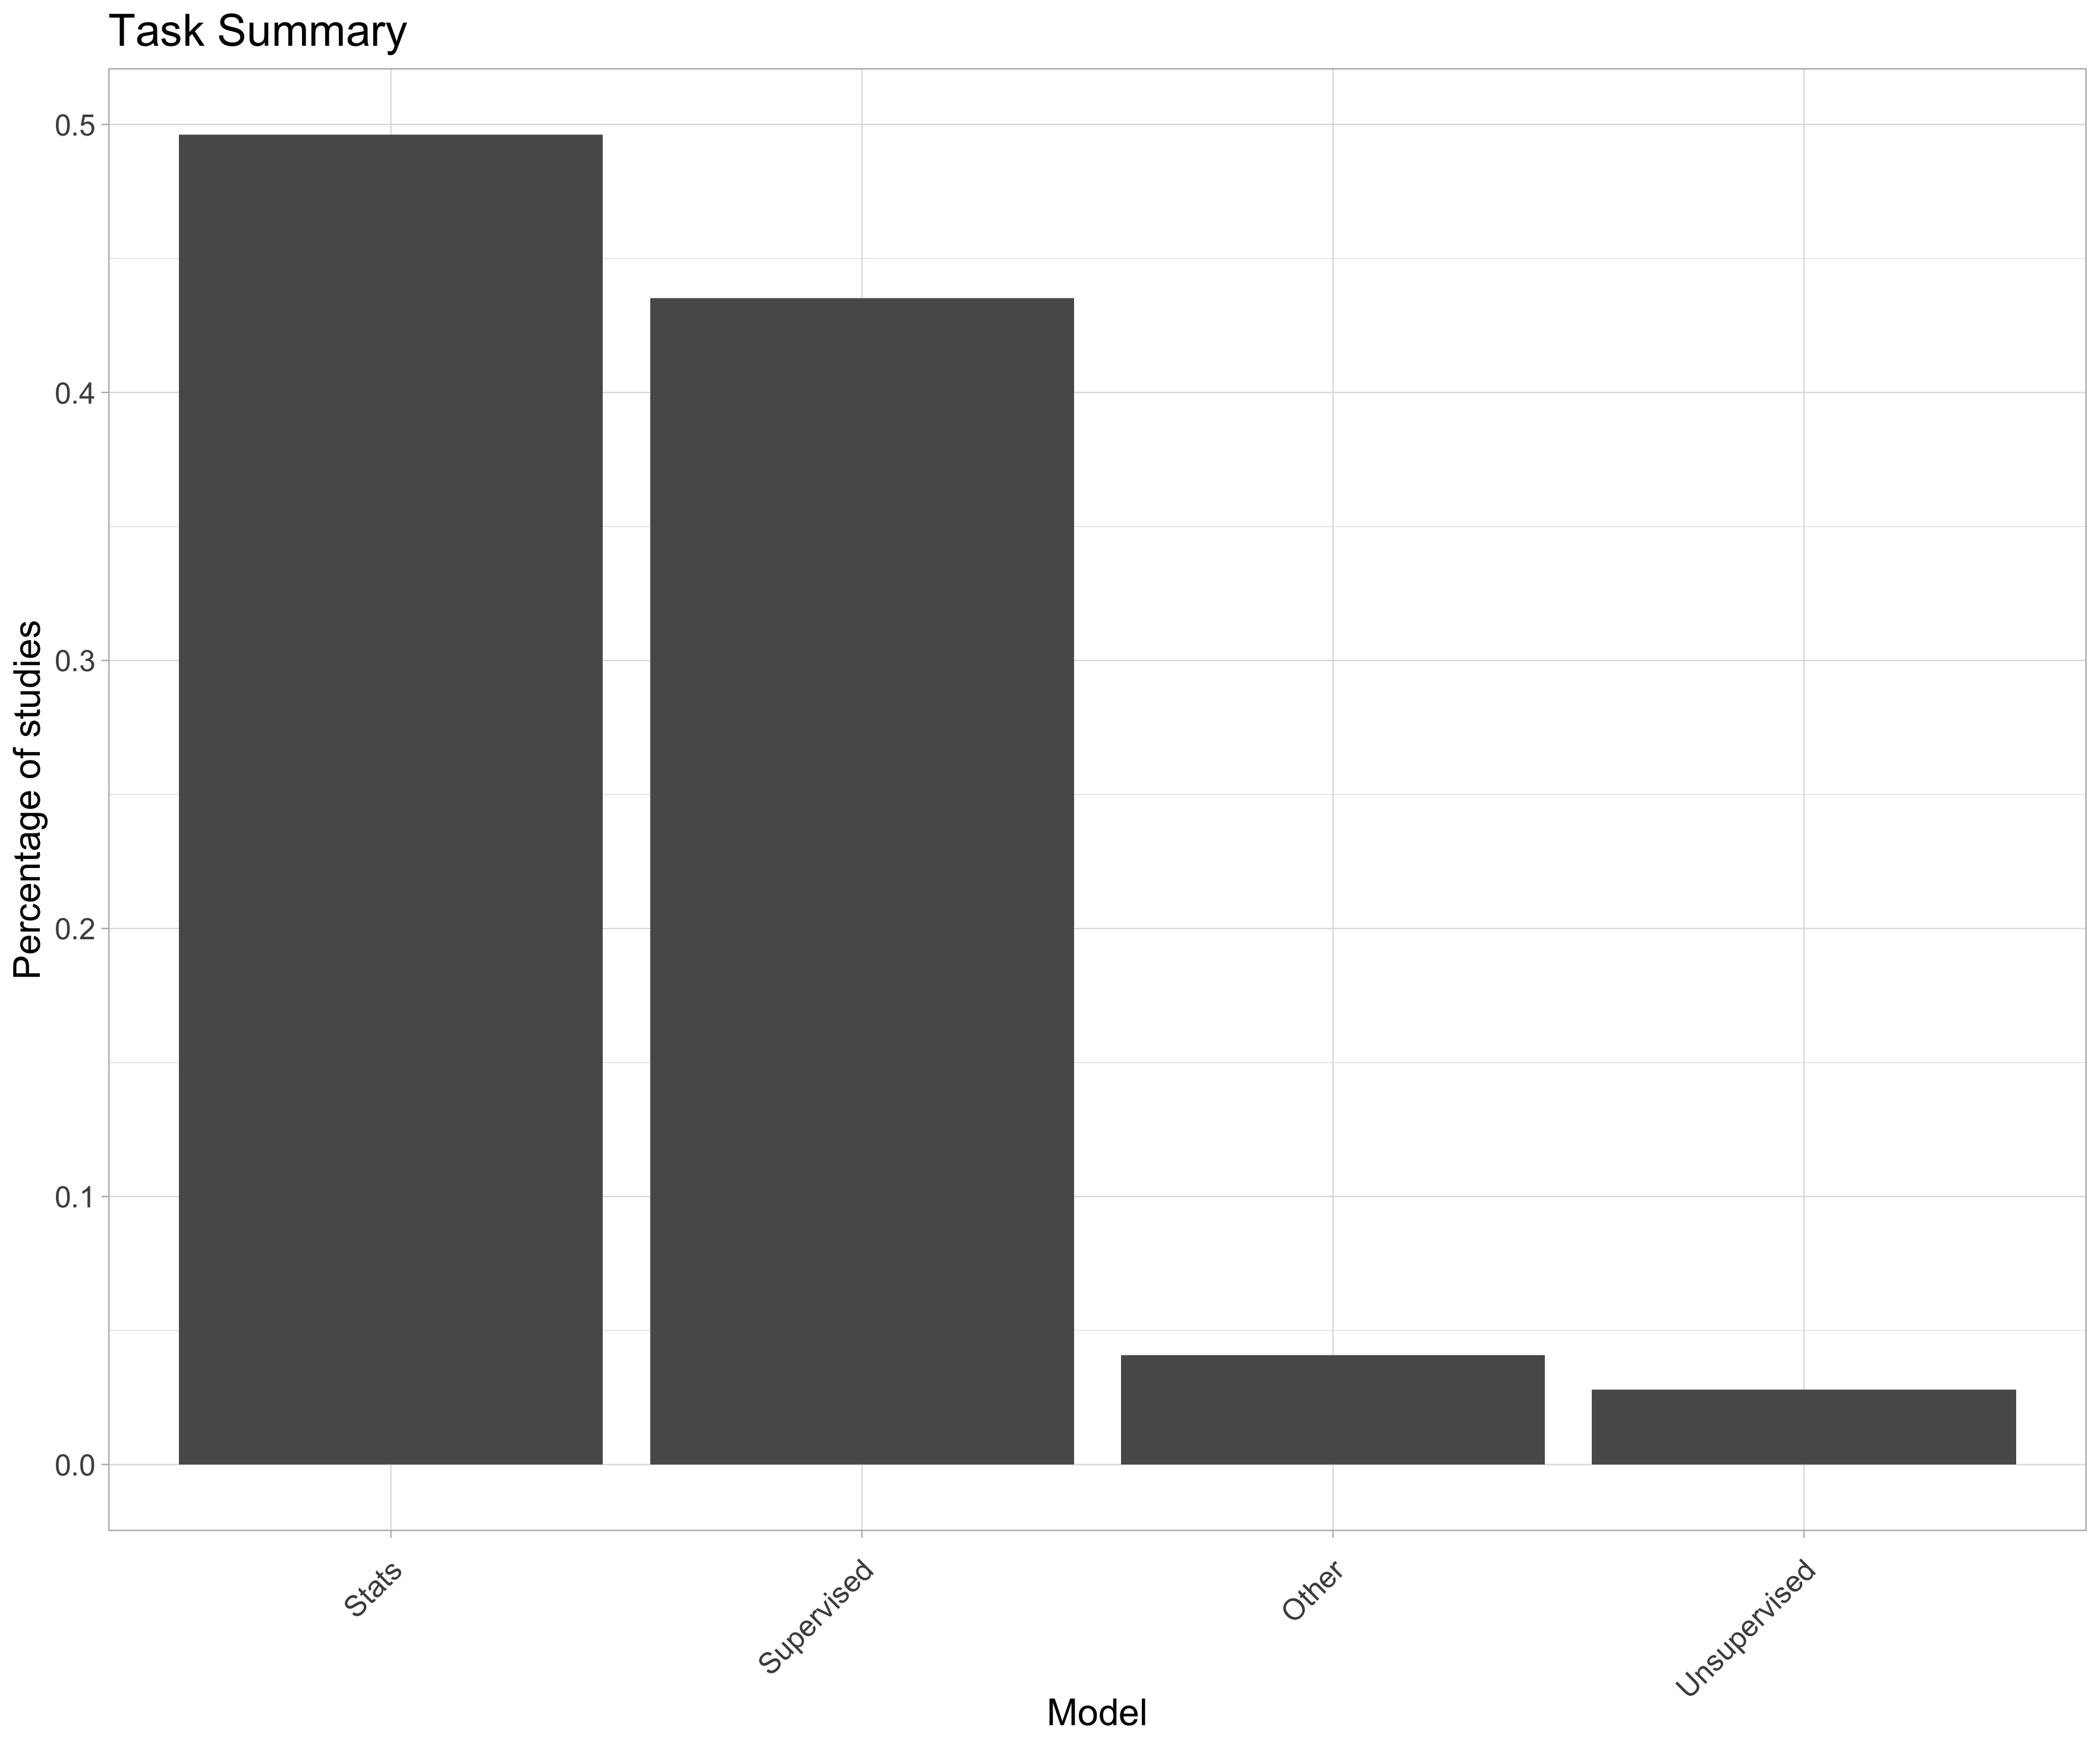 Task Summary
Percentage of studies
0.5
0.4
0.3
0.2
0.1
0.0
Stats
Supervised
Other
Unsupervised
Model